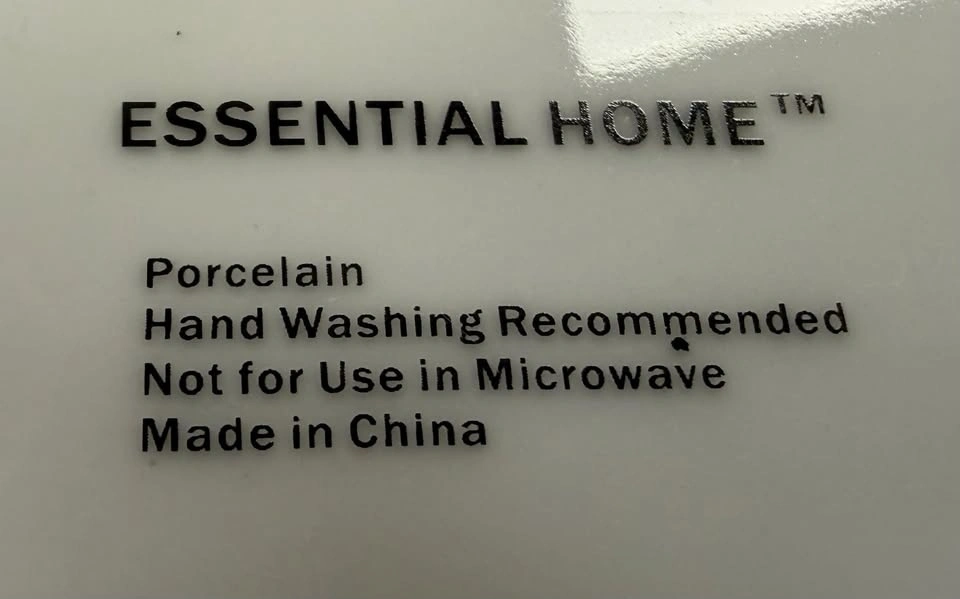 ESSENTIAL HOME™
Porcelain
Hand Washing Recommended
Not for Use in Microwave
Made in China